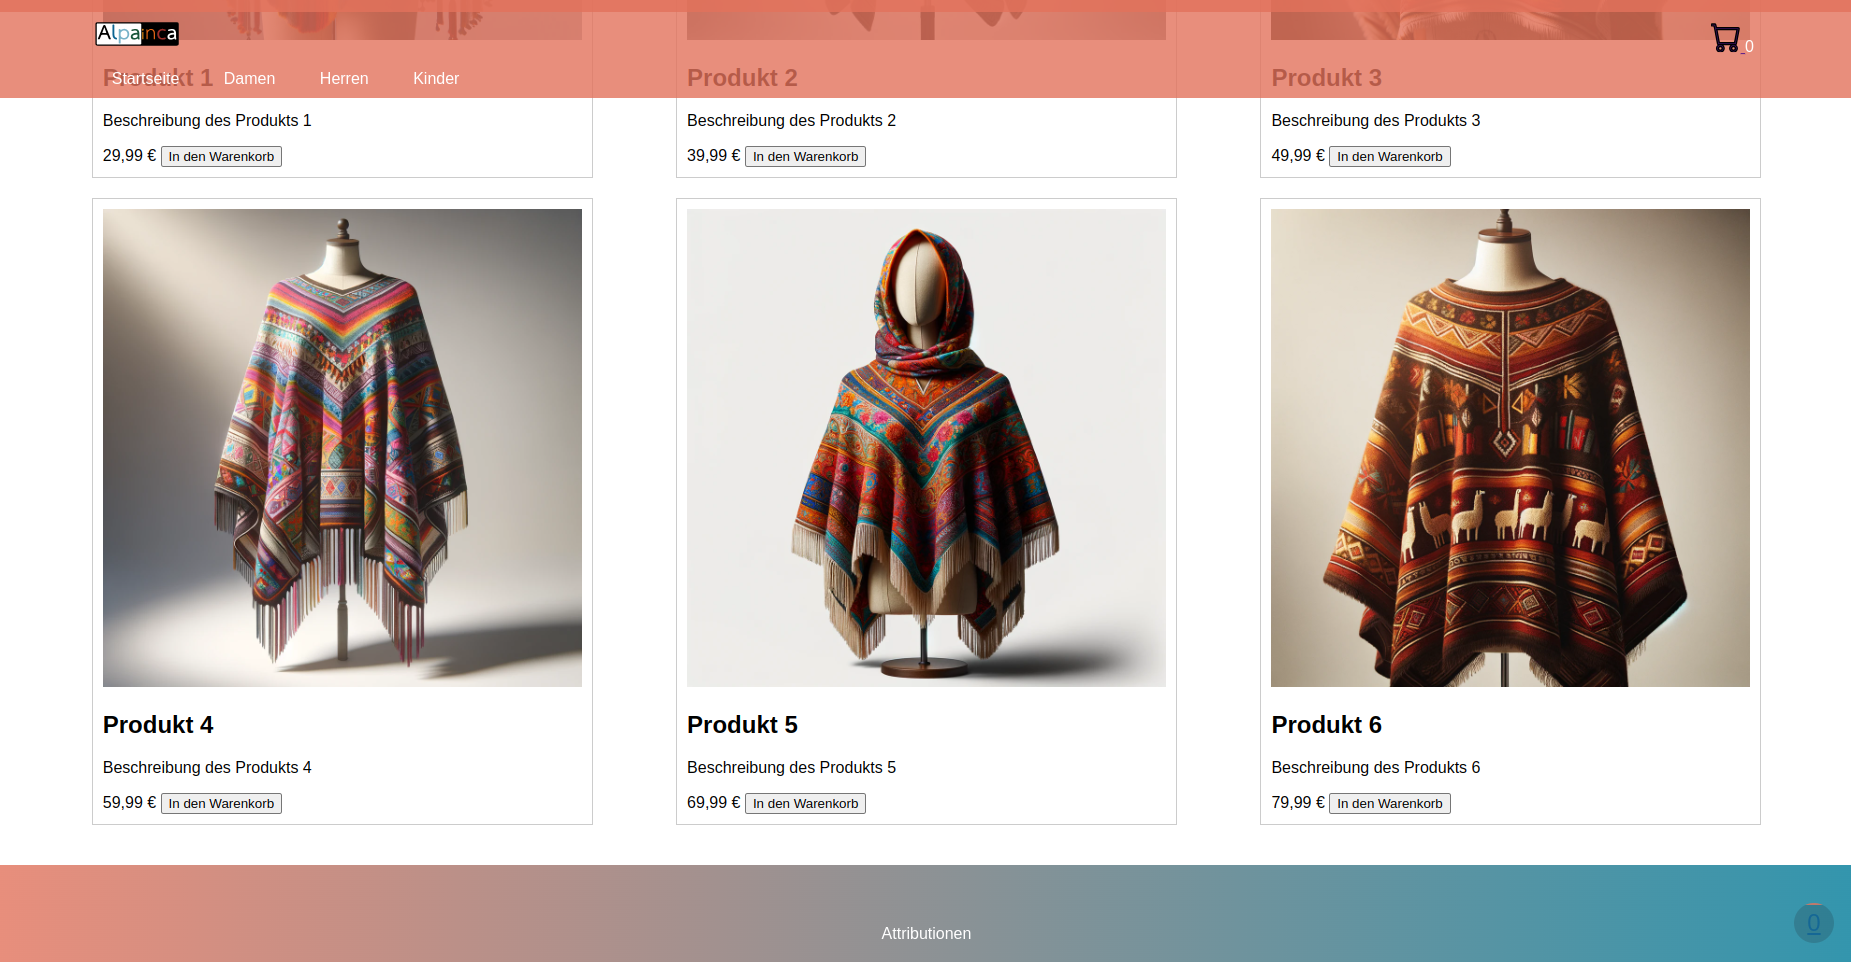 Alpainca
0
Startseite Damen Herren Kinder
Produkt 1 Produkt 2 Produkt 3
Beschreibung des Produkts 1 Beschreibung des Produkts 2 Beschreibung des Produkts 3
29,99 € In den Warenkorb 39,99 € In den Warenkorb 49,99 € In den Warenkorb
Produkt 4 Produkt 5 Produkt 6
Beschreibung des Produkts 4 Beschreibung des Produkts 5 Beschreibung des Produkts 6
59,99 € In den Warenkorb 69,99 € In den Warenkorb 79,99 € In den Warenkorb
0
Attributionen